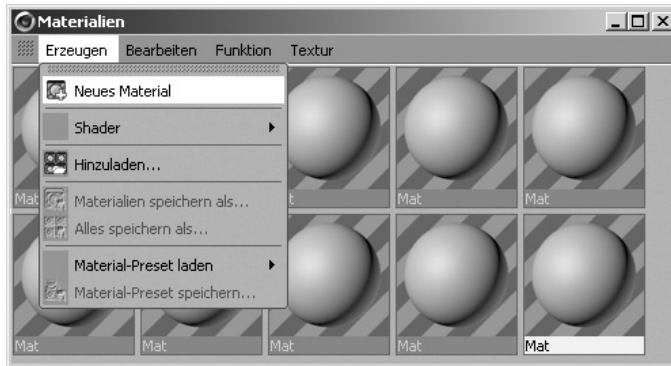 Materialien
Erzeugen Bearbeiten Funktion Textur
Neues Material
Shader
Hinzuladen...
Materialien speichern als...
Alles speichern als...
Material-Preset laden
Material-Preset speichern...
Mat Mat Mat
Mat Mat Mat Mat Mat